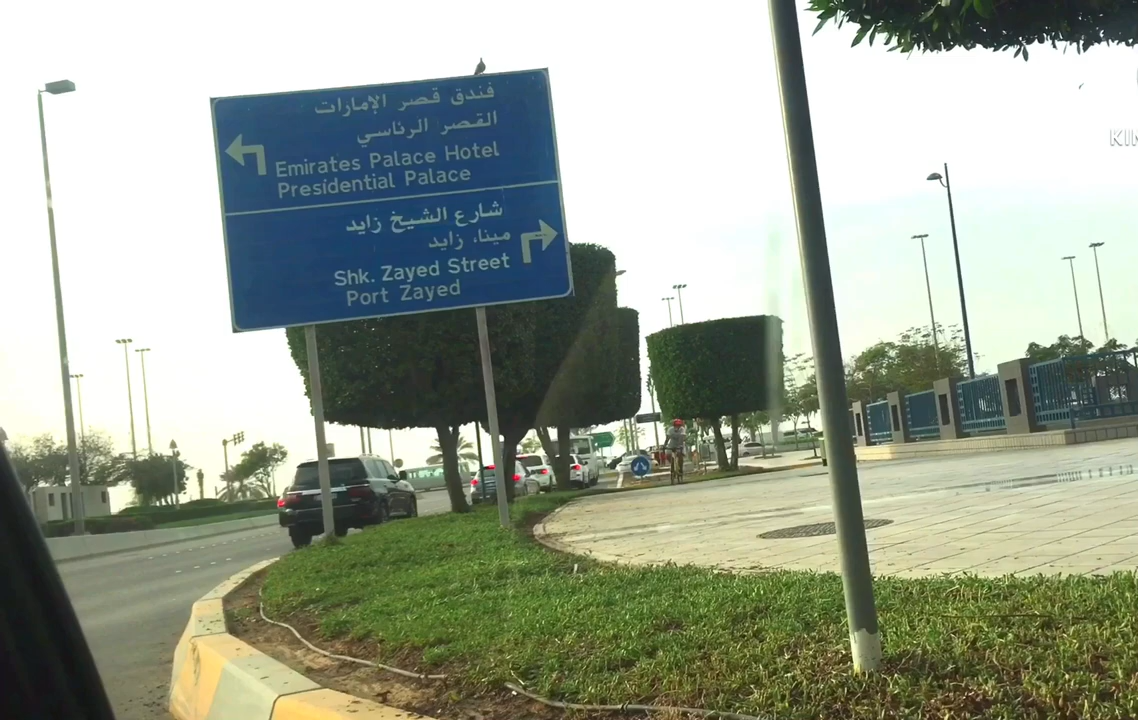 فندق قصر الإمارات
القصر الرئاسي
Emirates Palace Hotel
Presidential Palace
شارع الشيخ زايد
ميناء زايد
Shk. Zayed Street
Port Zayed
KIN